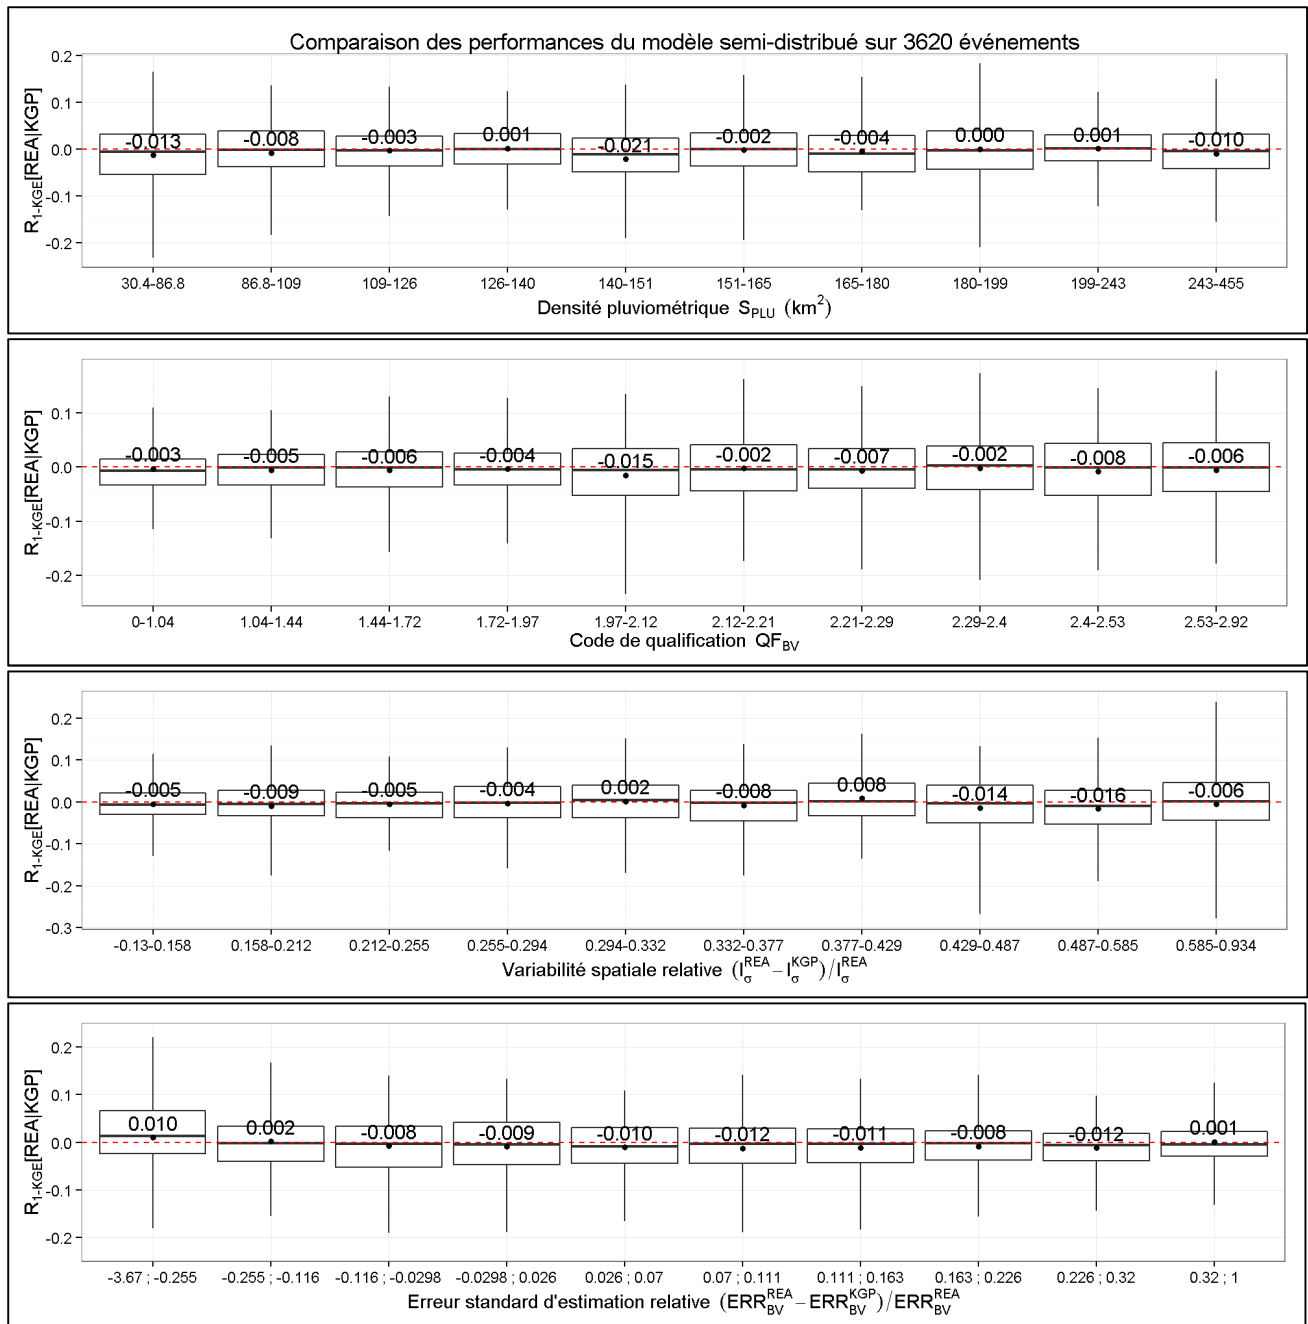 Comparaison des performances du modèle semi-distribué sur 3620 événements
R1-KGE[REA|KGP]
0.2
0.1
0.0
-0.1
-0.2
-0.013 -0.008 -0.003 0.001 -0.021 -0.002 -0.004 0.000 0.001 -0.010
30.4-86.8 86.8-109 109-126 126-140 140-151 151-165 165-180 180-199 199-243 243-455
Densité pluviométrique SPLU (km²)
R1-KGE[REA|KGP]
0.1
0.0
-0.1
-0.2
-0.003 -0.005 -0.006 -0.004 -0.015 -0.002 -0.007 -0.002 -0.008 -0.006
0-1.04 1.04-1.44 1.44-1.72 1.72-1.97 1.97-2.12 2.12-2.21 2.21-2.29 2.29-2.4 2.4-2.53 2.53-2.92
Code de qualification QFBV
R1-KGE[REA|KGP]
0.2
0.1
0.0
-0.1
-0.2
-0.3
-0.005 -0.009 -0.005 -0.004 0.002 -0.008 0.008 -0.014 -0.016 -0.006
-0.13-0.158 0.158-0.212 0.212-0.255 0.255-0.294 0.294-0.332 0.332-0.377 0.377-0.429 0.429-0.487 0.487-0.585 0.585-0.934
Variabilité spatiale relative (IσREA – IσKGP)/IσREA
R1-KGE[REA|KGP]
0.2
0.1
0.0
-0.1
-0.2
0.010 0.002 -0.008 -0.009 -0.010 -0.012 -0.011 -0.008 -0.012 0.001
-3.67 ; -0.255 -0.255 ; -0.116 -0.116 ; -0.0298 -0.0298 ; 0.026 0.026 ; 0.07 0.07 ; 0.111 0.111 ; 0.163 0.163 ; 0.226 0.226 ; 0.32 0.32 ; 1
Erreur standard d'estimation relative (ERRBVREA – ERRBVKGP)/ERRBVREA